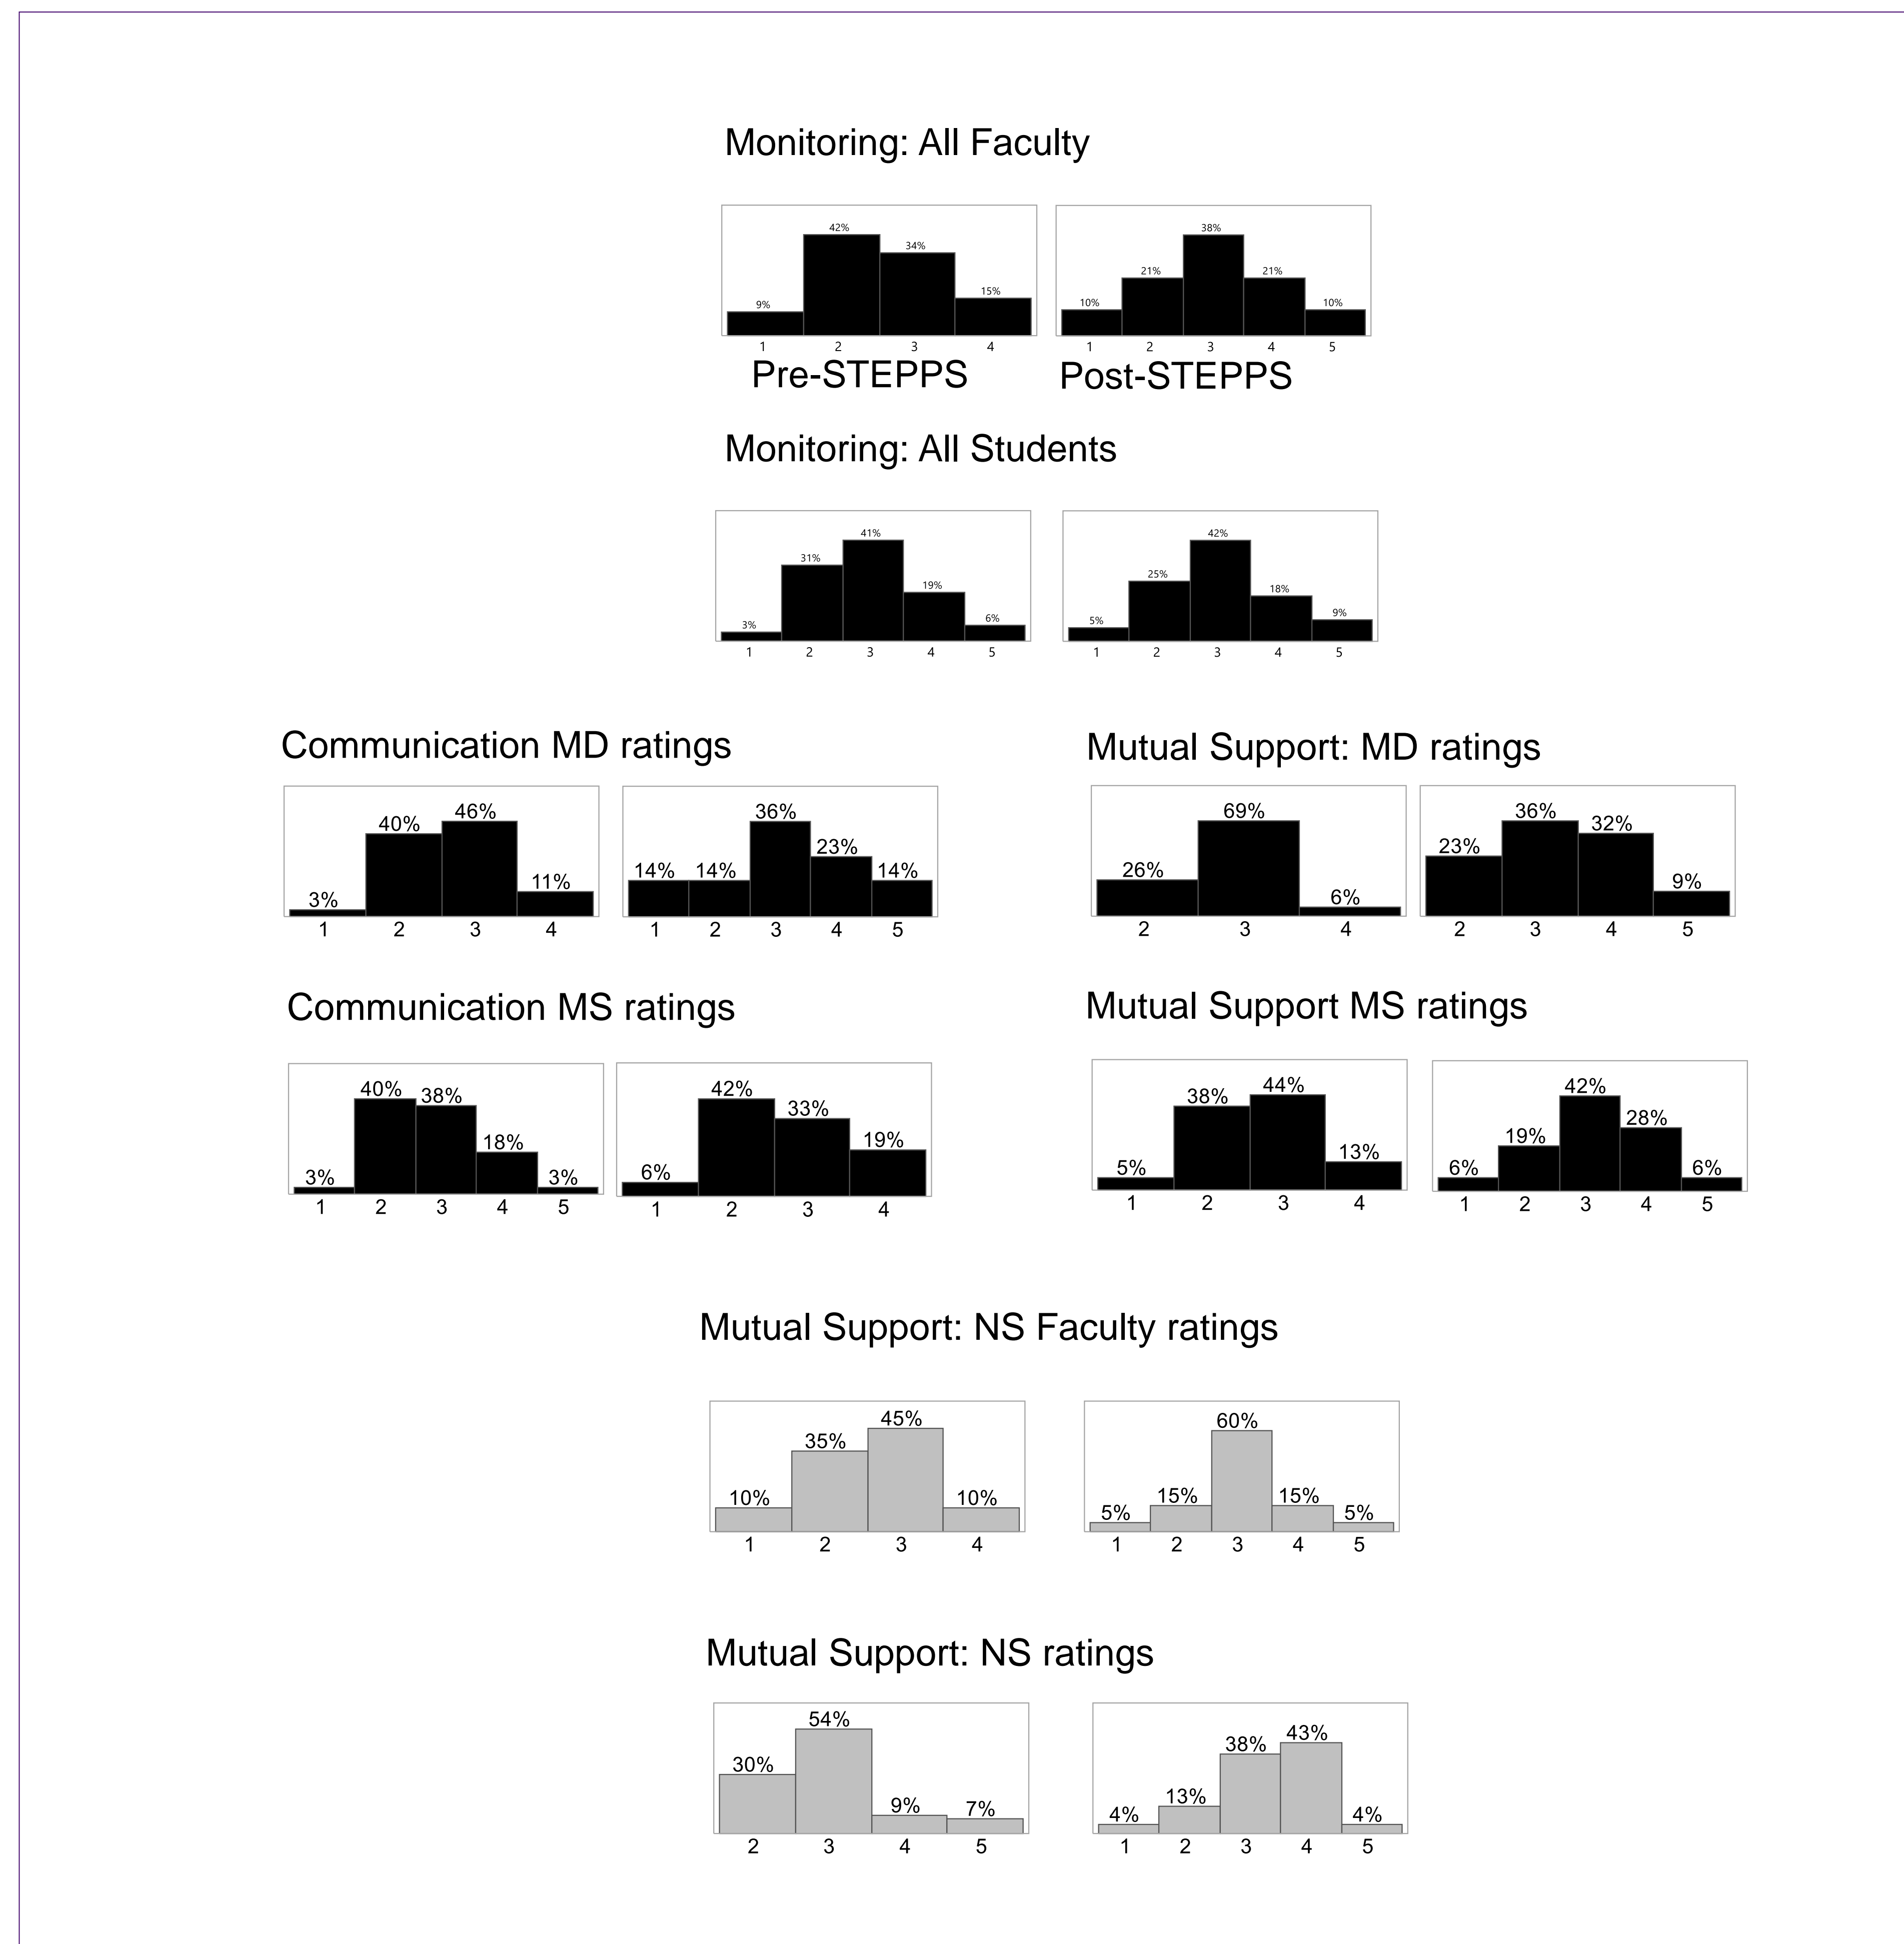 Monitoring: All Faculty
42%
34%
15%
9%
1 2 3 4
Pre-STEPPS
38%
21%
21%
10%
10%
1 2 3 4 5
Post-STEPPS
Monitoring: All Students
41%
31%
19%
6%
3%
1 2 3 4 5
42%
25%
18%
9%
5%
1 2 3 4 5
Communication MD ratings
46%
40%
11%
3%
1 2 3 4
36%
23%
14% 14% 14%
1 2 3 4 5
Mutual Support: MD ratings
69%
26%
6%
2 3 4
36%
32%
23%
9%
2 3 4 5
Communication MS ratings
40% 38%
18%
3% 3%
1 2 3 4 5
42%
33%
19%
6%
1 2 3 4
Mutual Support MS ratings
44%
38%
13%
5%
1 2 3 4
42%
28%
19%
6% 6%
1 2 3 4 5
Mutual Support: NS Faculty ratings
45%
35%
10% 10%
1 2 3 4
60%
15% 15%
5% 5%
1 2 3 4 5
Mutual Support: NS ratings
54%
30%
9% 7%
2 3 4 5
43%
38%
13%
4% 4%
1 2 3 4 5